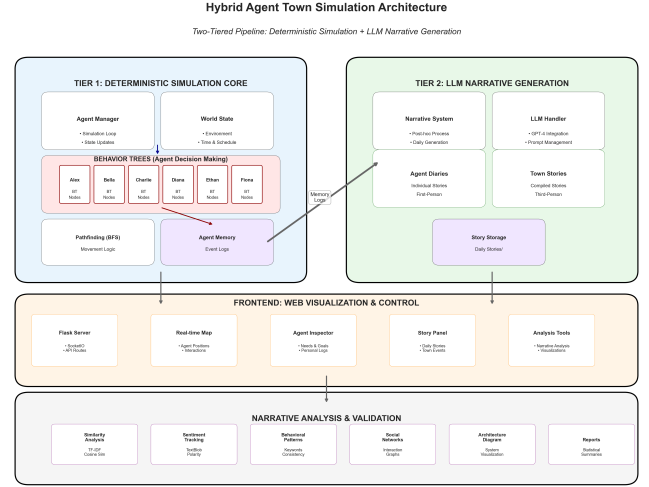 Hybrid Agent Town Simulation Architecture
Two-Tiered Pipeline: Deterministic Simulation + LLM Narrative Generation
TIER 1: DETERMINISTIC SIMULATION CORE
Agent Manager
• Simulation Loop
• State Updates
World State
• Environment
• Time & Schedule
BEHAVIOR TREES (Agent Decision Making)
Alex
BT
Nodes
Bella
BT
Nodes
Charlie
BT
Nodes
Diana
BT
Nodes
Ethan
BT
Nodes
Fiona
BT
Nodes
Pathfinding (BFS)
Movement Logic
Agent Memory
Event Logs
Memory
Logs
TIER 2: LLM NARRATIVE GENERATION
Narrative System
• Post-hoc Process
• Daily Generation
LLM Handler
• GPT-4 Integration
• Prompt Management
Agent Diaries
Individual Stories
First-Person
Town Stories
Compiled Stories
Third-Person
Story Storage
Daily Stories/
FRONTEND: WEB VISUALIZATION & CONTROL
Flask Server
• SocketIO
• API Routes
Real-time Map
• Agent Positions
• Interactions
Agent Inspector
• Needs & Goals
• Personal Logs
Story Panel
• Daily Stories
• Town Events
Analysis Tools
• Narrative Analysis
• Visualizations
NARRATIVE ANALYSIS & VALIDATION
Similarity
Analysis
TF-IDF
Cosine Sim
Sentiment
Tracking
TextBlob
Polarity
Behavioral
Patterns
Keywords
Consistency
Social
Networks
Interaction
Graphs
Architecture
Diagram
System
Visualization
Reports
Statistical
Summaries